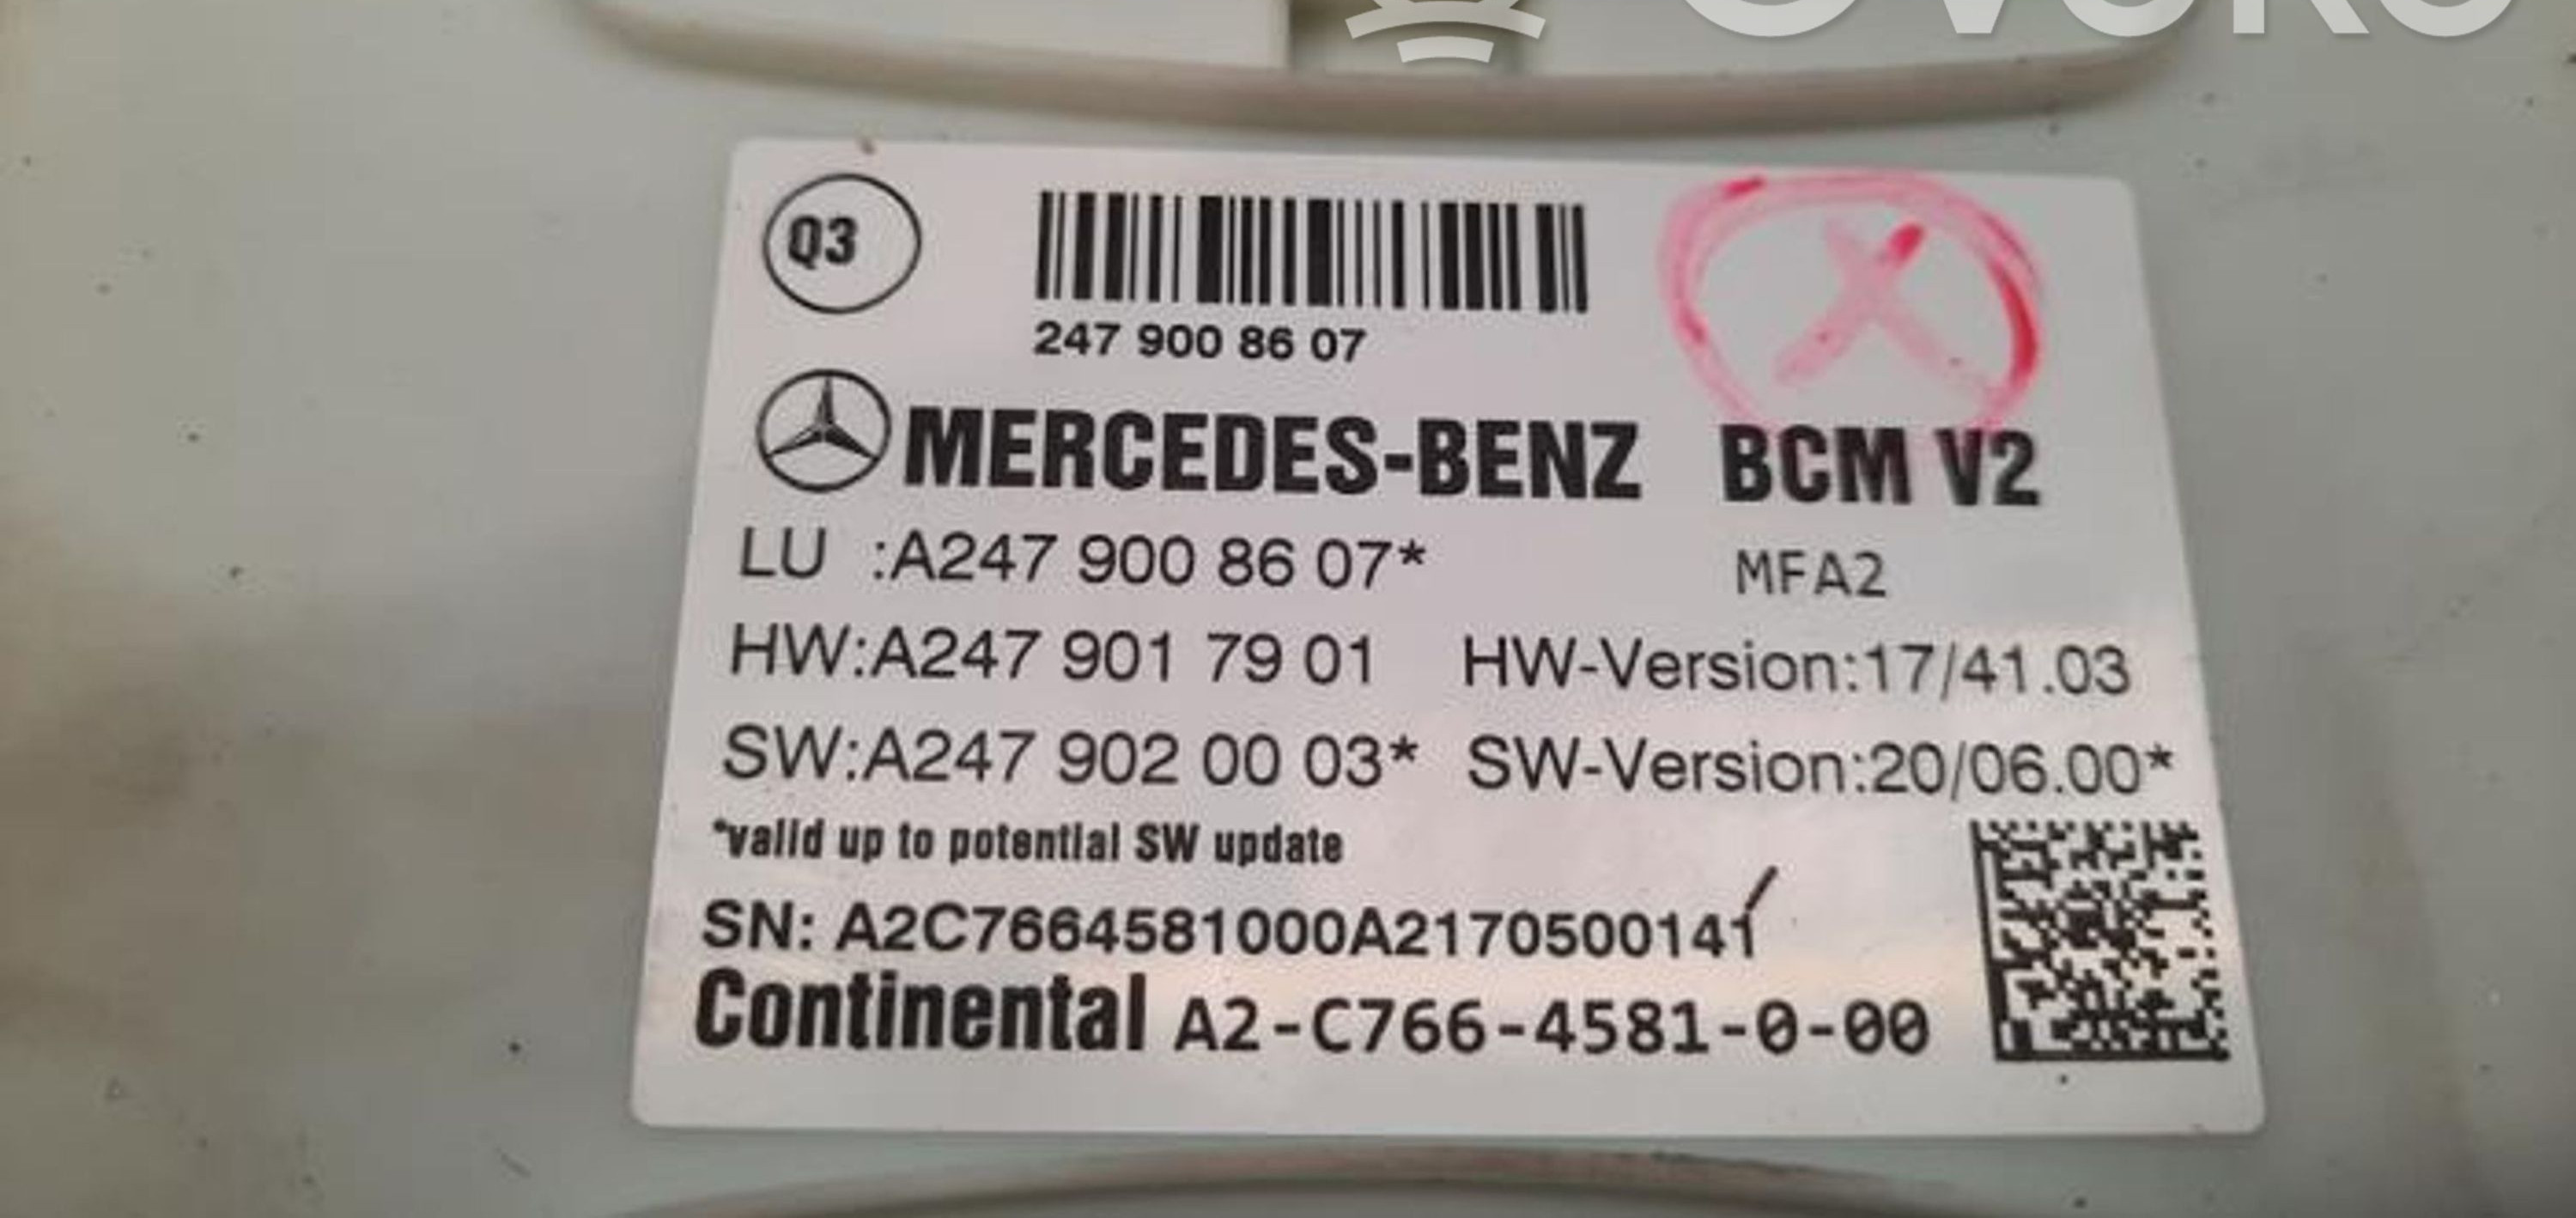 Q3
247 900 86 07
MERCEDES-BENZ BCM V2
LU :A247 900 86 07* MFA2
HW:A247 901 79 01 HW-Version:17/41.03
SW:A247 902 00 03* SW-Version:20/06.00*
*valid up to potential SW update
SN: A2C7664581000A2170500141
Continental A2-C766-4581-0-00